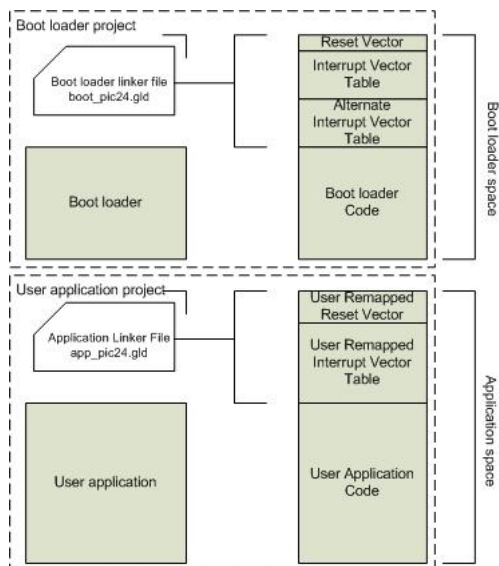 Boot loader project
Boot loader linker file
boot_pic24.gld
Reset Vector
Interrupt Vector
Table
Alternate
Interrupt Vector
Table
Boot loader
Boot loader
Code
Boot loader space
User application project
Application Linker File
app_pic24.gld
User Remapped
Reset Vector
User Remapped
Interrupt Vector
Table
User application
User Application
Code
Application space